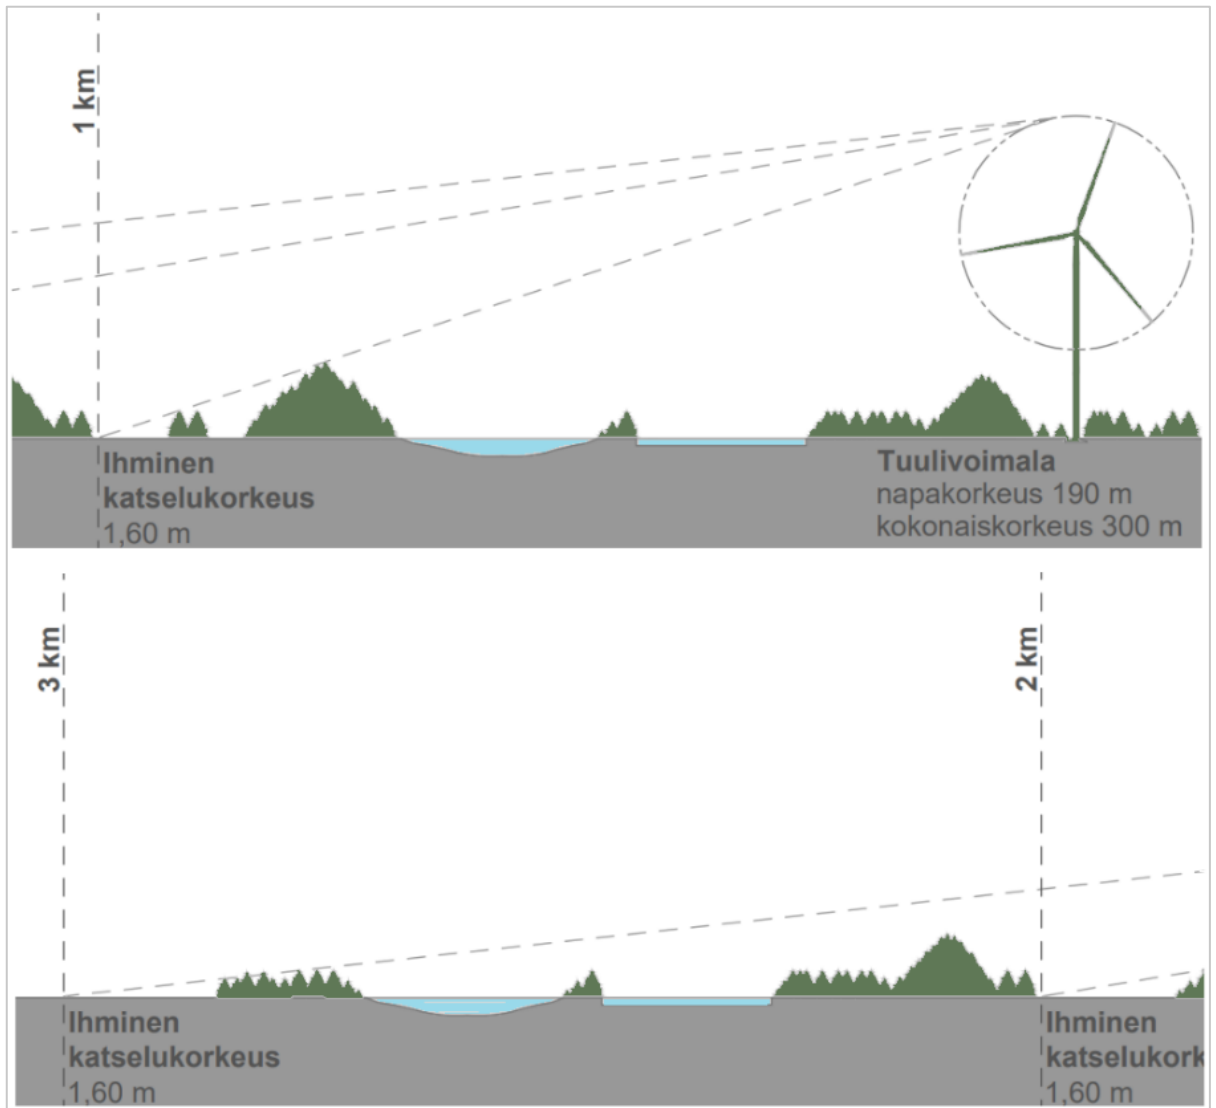 1 km
Ihminen
katselukorkeus
1,60 m
Tuulivoimala
napakorkeus 190 m
kokonaiskorkeus 300 m
3 km
2 km
Ihminen
katselukorkeus
1,60 m
Ihminen
katselukork
1,60 m